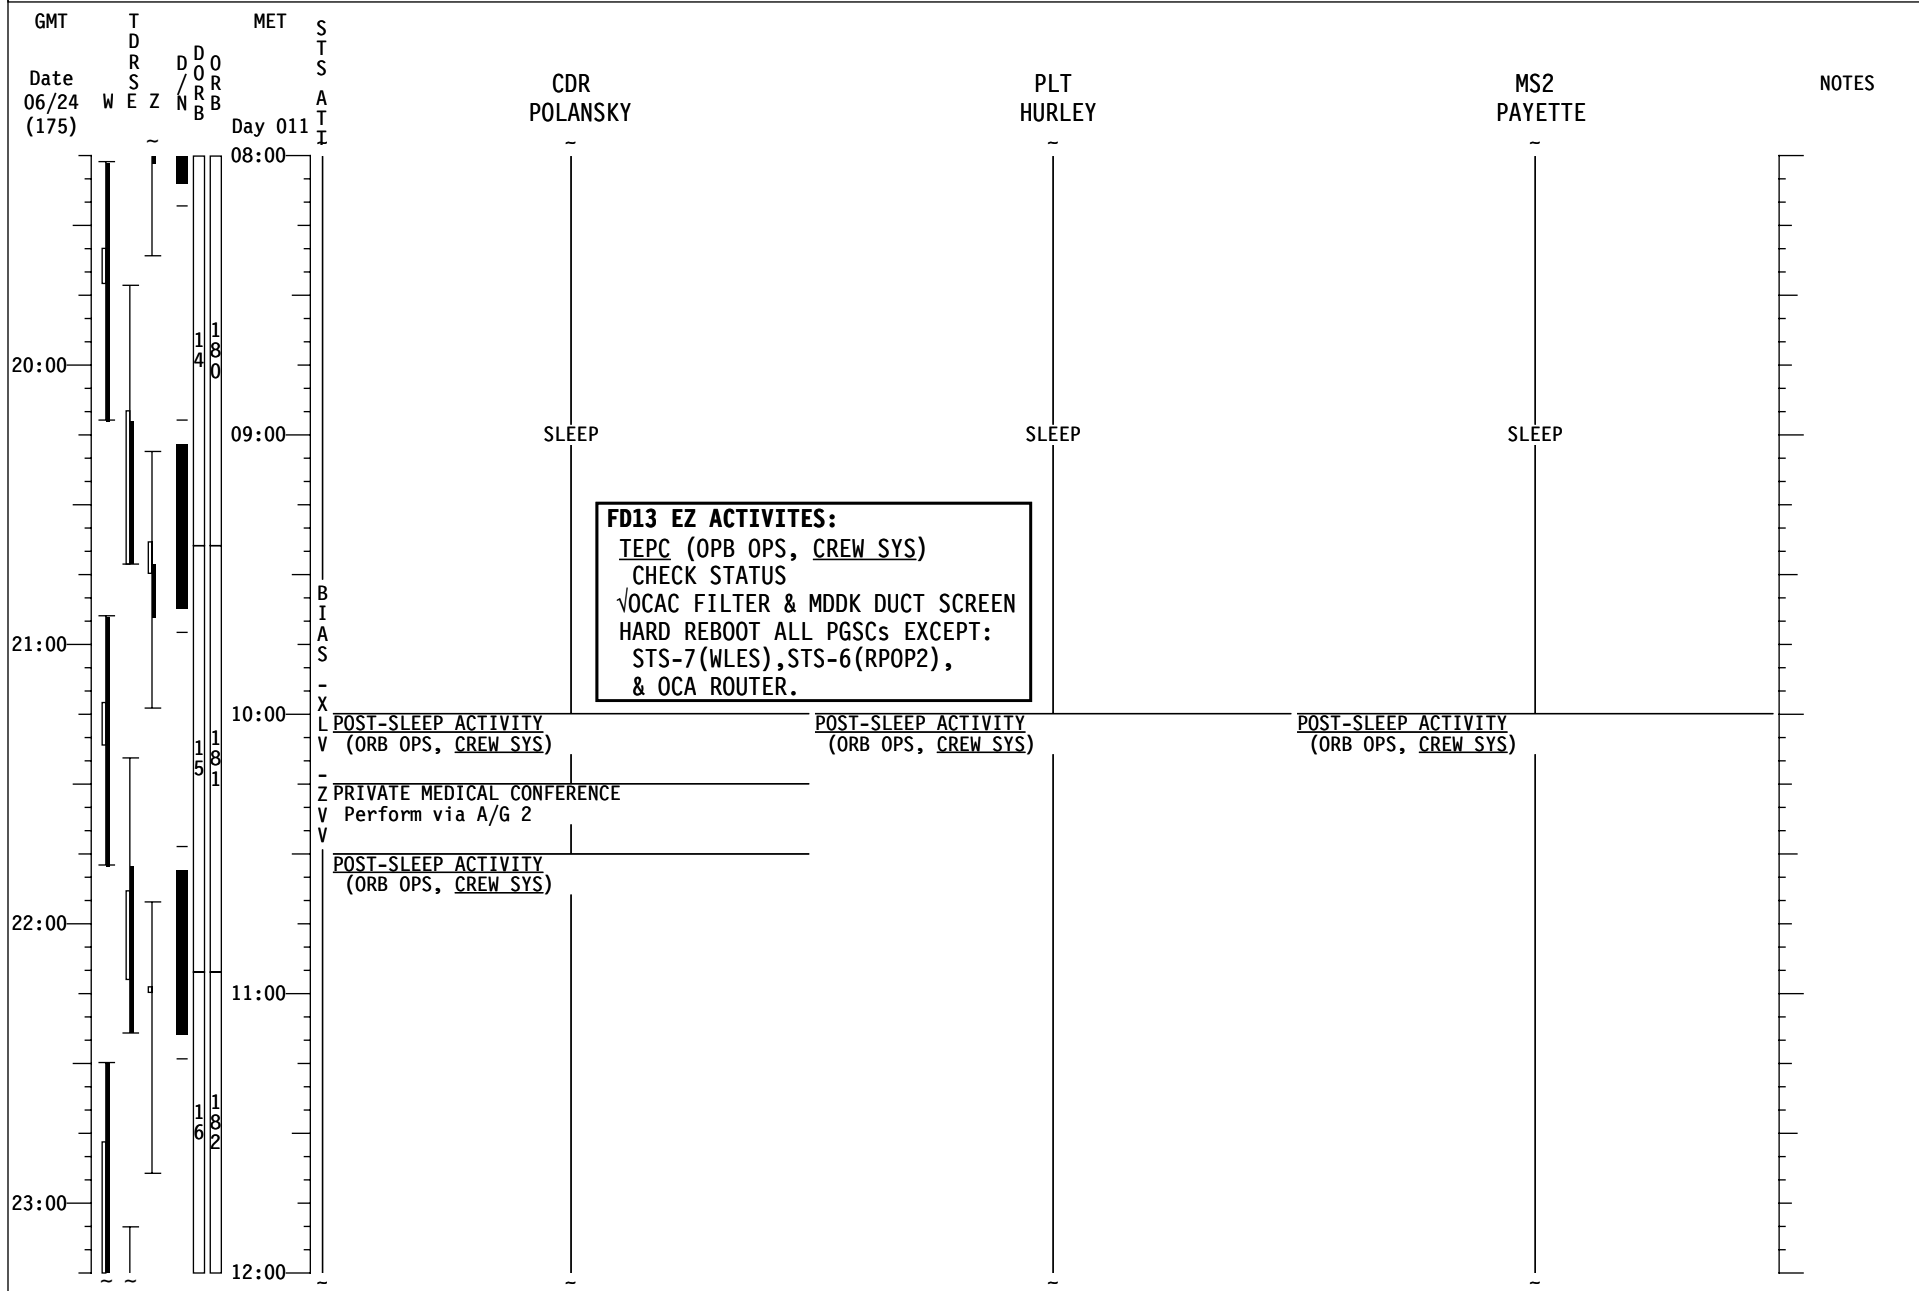 GMT
TDRS
MET
STS ATT
DORB
ORB
D/N
Date
06/24
(175)
W E Z
Day 011
CDR
POLANSKY
PLT
HURLEY
MS2
PAYETTE
NOTES
~ ~ ~ ~
08:00
14
180
20:00
09:00
SLEEP SLEEP SLEEP
FD13 EZ ACTIVITES:
TEPC (OPB OPS, CREW SYS)
CHECK STATUS
√OCAC FILTER & MDDK DUCT SCREEN
HARD REBOOT ALL PGSCs EXCEPT:
STS-7(WLES),STS-6(RPOP2),
& OCA ROUTER.
BIAS -XLV -ZVV
21:00
10:00
POST-SLEEP ACTIVITY
(ORB OPS, CREW SYS)
POST-SLEEP ACTIVITY
(ORB OPS, CREW SYS)
POST-SLEEP ACTIVITY
(ORB OPS, CREW SYS)
15
181
PRIVATE MEDICAL CONFERENCE
Perform via A/G 2
POST-SLEEP ACTIVITY
(ORB OPS, CREW SYS)
22:00
11:00
16
182
23:00
12:00
~ ~ ~ ~ ~ ~